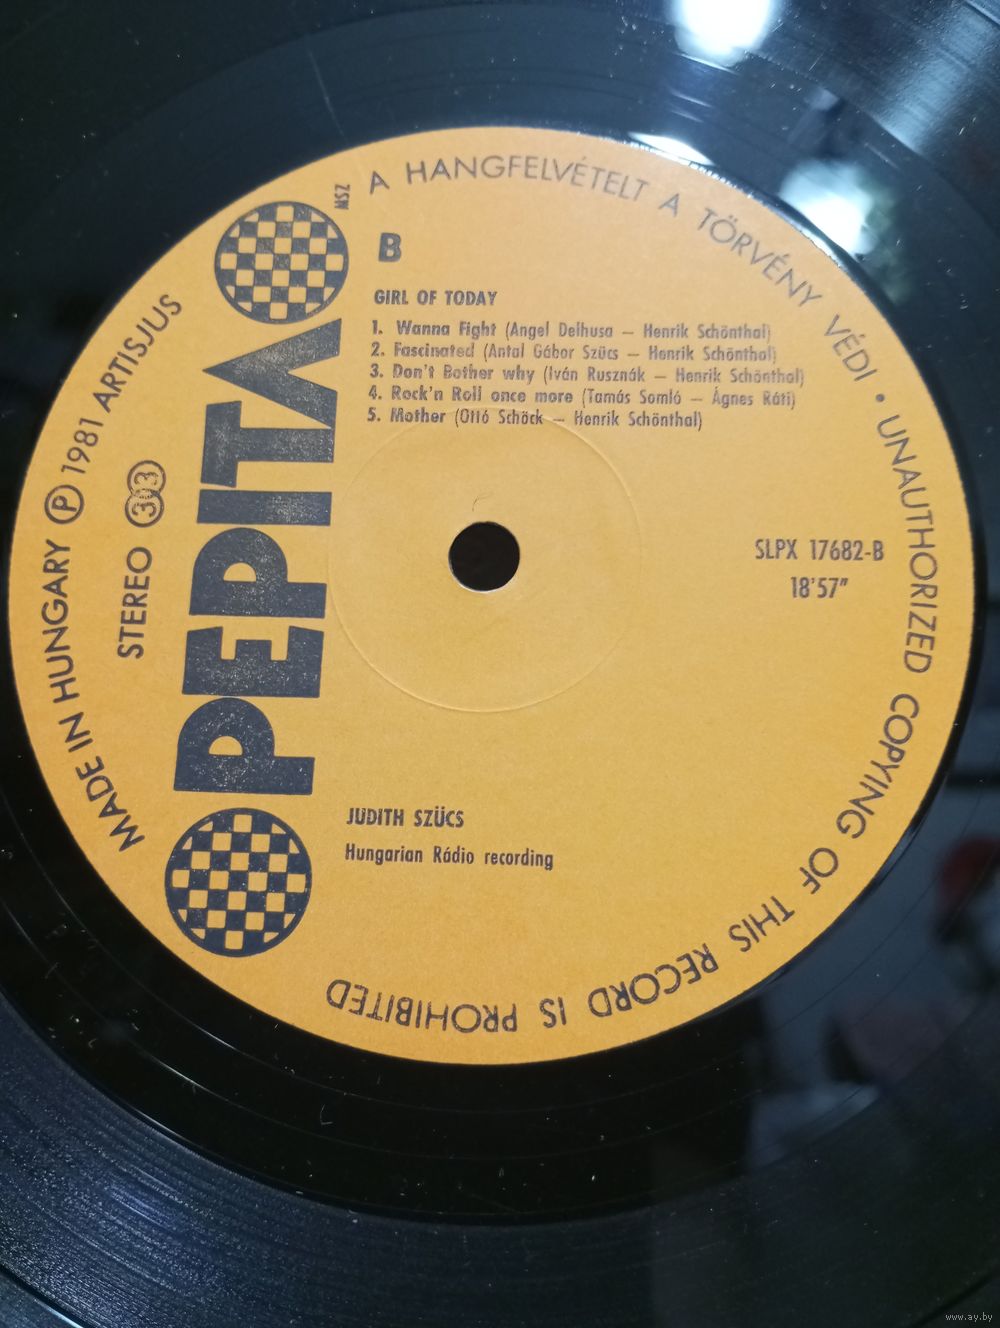 A HANGFELVÉTELT A TÖRVÉNY VÉDI • UNAUTHORIZED COPYING OF THIS RECORD IS PROHIBITED
MADE IN HUNGARY Ⓟ 1981 ARTISJUS
STEREO 33
PEPITA
MSZ
B
GIRL OF TODAY
1. Wanna Fight (Angel Delhusa – Henrik Schönthal)
2. Fascinated (Antal Gábor Szücs – Henrik Schönthal)
3. Don't Bother why (Iván Rusznák – Henrik Schönthal)
4. Rock'n Roll once more (Tamás Somló – Ágnes Ráti)
5. Mother (Ottó Schöck – Henrik Schönthal)
SLPX 17682-B
18'57"
JUDITH SZÜCS
Hungarian Rádio recording
www.ay.by